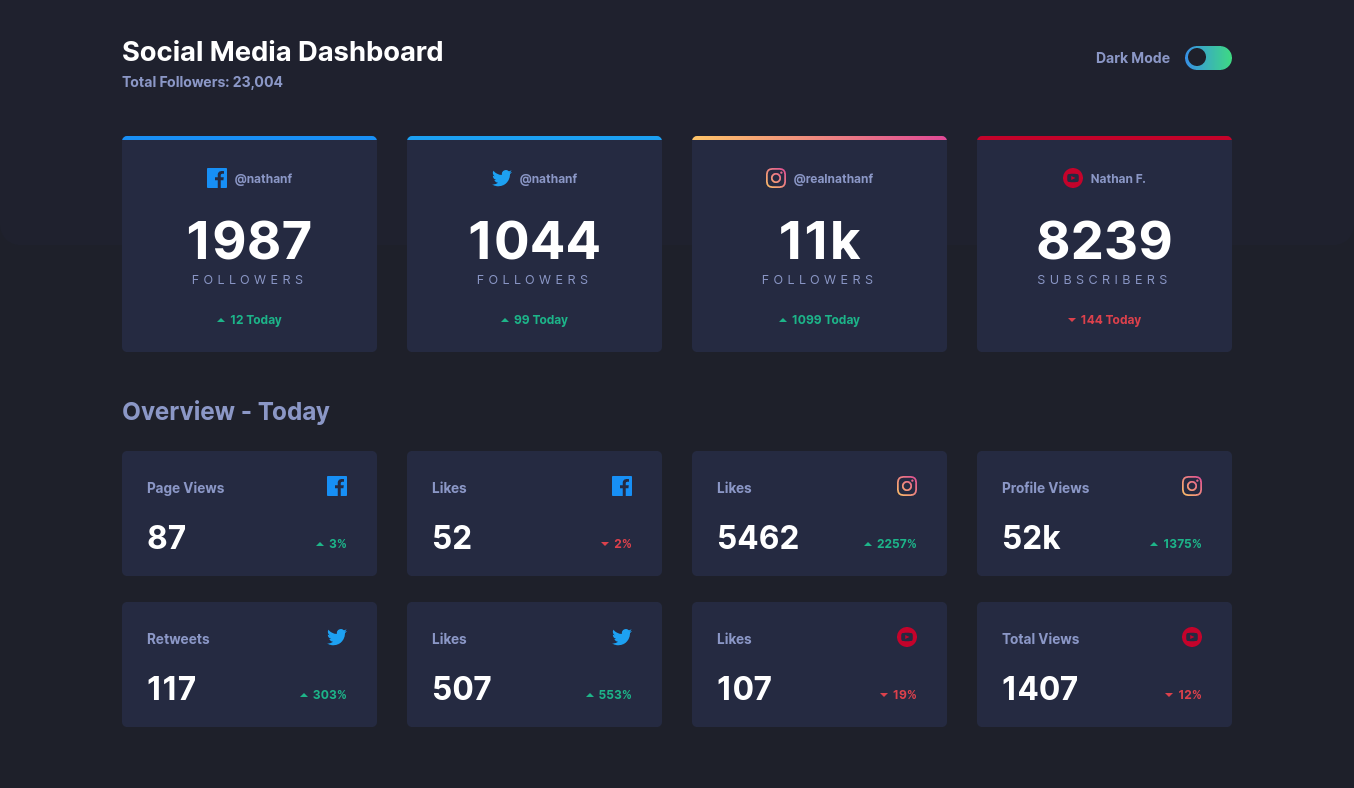 Social Media Dashboard
Total Followers: 23,004
Dark Mode
@nathanf
1987
FOLLOWERS
12 Today
@nathanf
1044
FOLLOWERS
99 Today
@realnathanf
11k
FOLLOWERS
1099 Today
Nathan F.
8239
SUBSCRIBERS
144 Today
Overview - Today
Page Views
87
3%
Likes
52
2%
Likes
5462
2257%
Profile Views
52k
1375%
Retweets
117
303%
Likes
507
553%
Likes
107
19%
Total Views
1407
12%